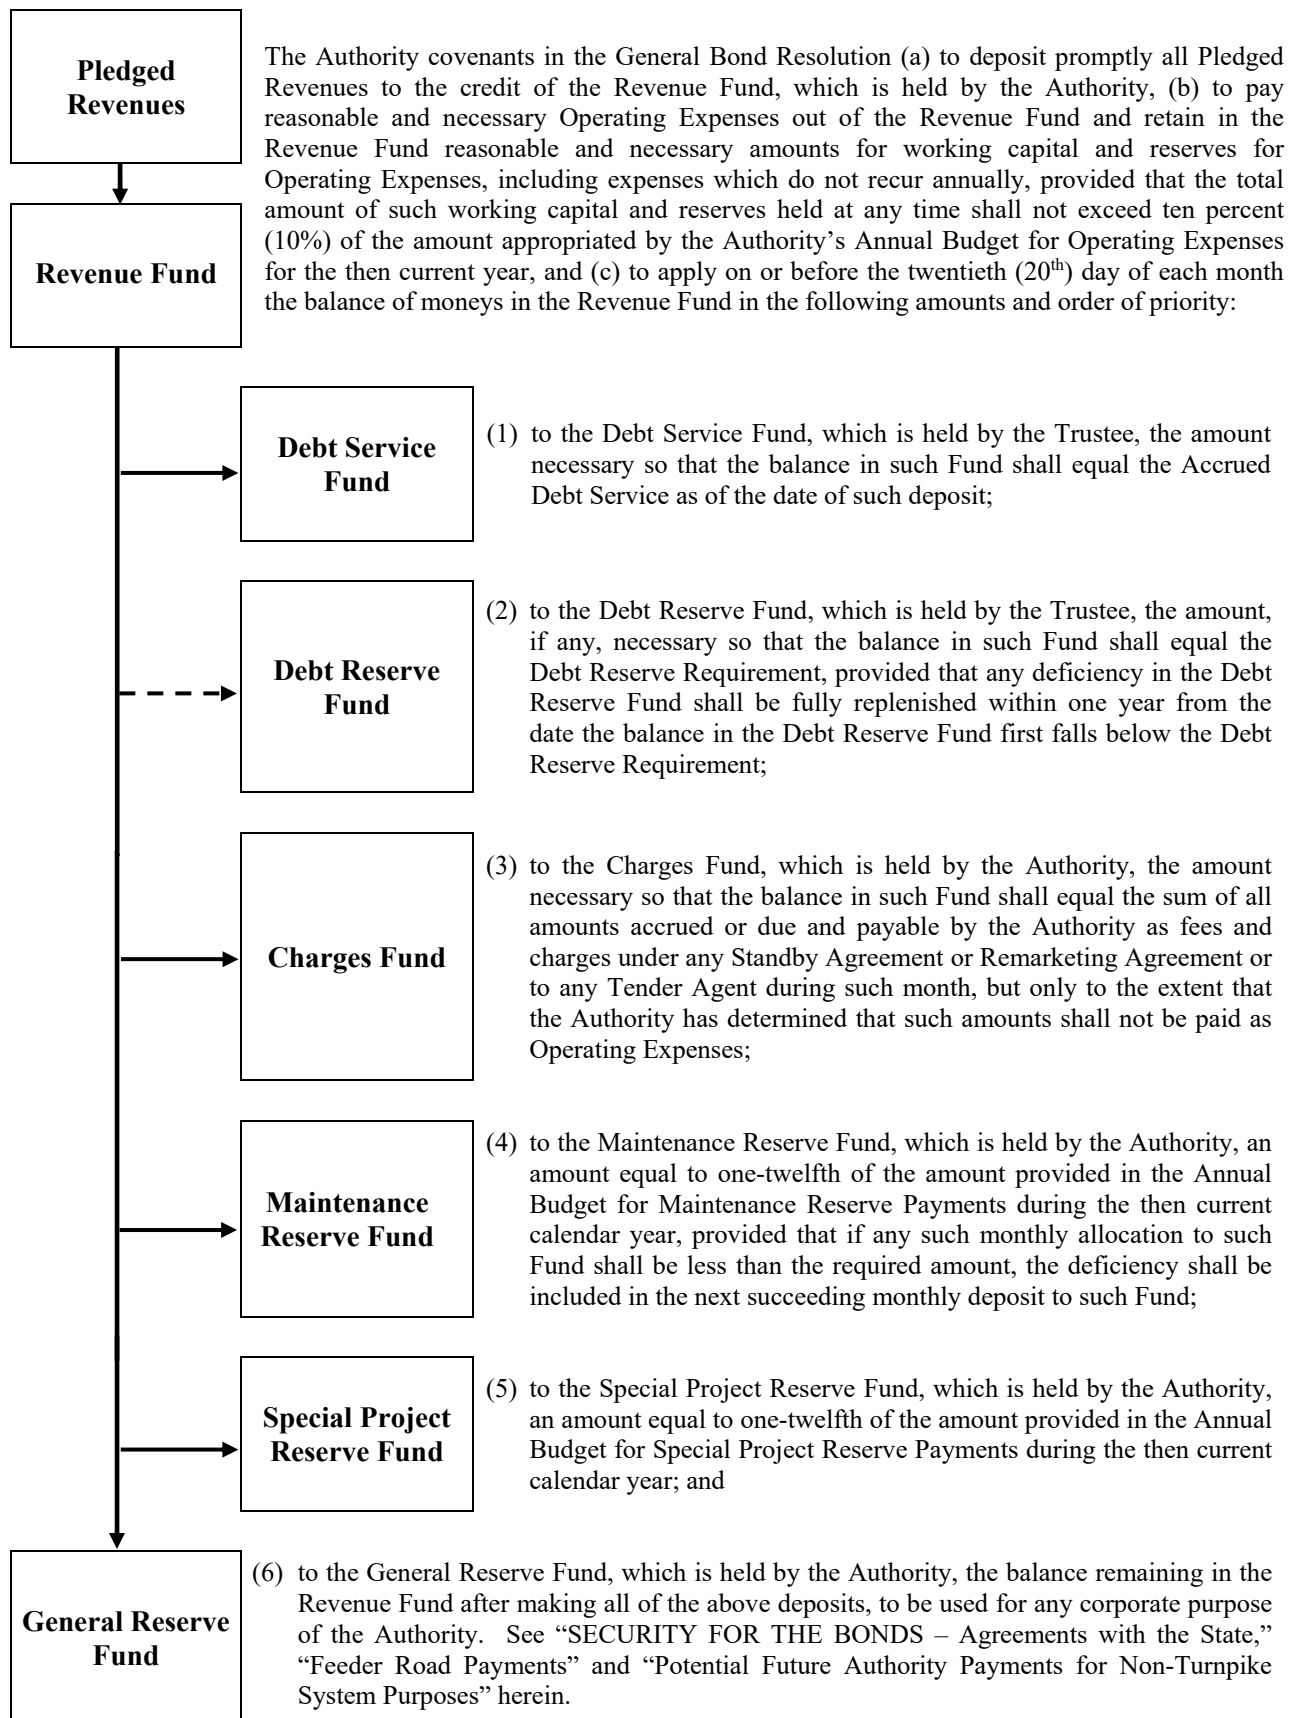 Pledged
Revenues
The Authority covenants in the General Bond Resolution (a) to deposit promptly all Pledged
Revenues to the credit of the Revenue Fund, which is held by the Authority, (b) to pay
reasonable and necessary Operating Expenses out of the Revenue Fund and retain in the
Revenue Fund reasonable and necessary amounts for working capital and reserves for
Operating Expenses, including expenses which do not recur annually, provided that the total
amount of such working capital and reserves held at any time shall not exceed ten percent
(10%) of the amount appropriated by the Authority’s Annual Budget for Operating Expenses
for the then current year, and (c) to apply on or before the twentieth (20th) day of each month
the balance of moneys in the Revenue Fund in the following amounts and order of priority:
Revenue Fund
Debt Service
Fund
(1) to the Debt Service Fund, which is held by the Trustee, the amount
necessary so that the balance in such Fund shall equal the Accrued
Debt Service as of the date of such deposit;
Debt Reserve
Fund
(2) to the Debt Reserve Fund, which is held by the Trustee, the amount,
if any, necessary so that the balance in such Fund shall equal the
Debt Reserve Requirement, provided that any deficiency in the Debt
Reserve Fund shall be fully replenished within one year from the
date the balance in the Debt Reserve Fund first falls below the Debt
Reserve Requirement;
Charges Fund
(3) to the Charges Fund, which is held by the Authority, the amount
necessary so that the balance in such Fund shall equal the sum of all
amounts accrued or due and payable by the Authority as fees and
charges under any Standby Agreement or Remarketing Agreement or
to any Tender Agent during such month, but only to the extent that
the Authority has determined that such amounts shall not be paid as
Operating Expenses;
Maintenance
Reserve Fund
(4) to the Maintenance Reserve Fund, which is held by the Authority, an
amount equal to one-twelfth of the amount provided in the Annual
Budget for Maintenance Reserve Payments during the then current
calendar year, provided that if any such monthly allocation to such
Fund shall be less than the required amount, the deficiency shall be
included in the next succeeding monthly deposit to such Fund;
Special Project
Reserve Fund
(5) to the Special Project Reserve Fund, which is held by the Authority,
an amount equal to one-twelfth of the amount provided in the Annual
Budget for Special Project Reserve Payments during the then current
calendar year; and
General Reserve
Fund
(6) to the General Reserve Fund, which is held by the Authority, the balance remaining in the
Revenue Fund after making all of the above deposits, to be used for any corporate purpose
of the Authority. See “SECURITY FOR THE BONDS – Agreements with the State,”
“Feeder Road Payments” and “Potential Future Authority Payments for Non-Turnpike
System Purposes” herein.